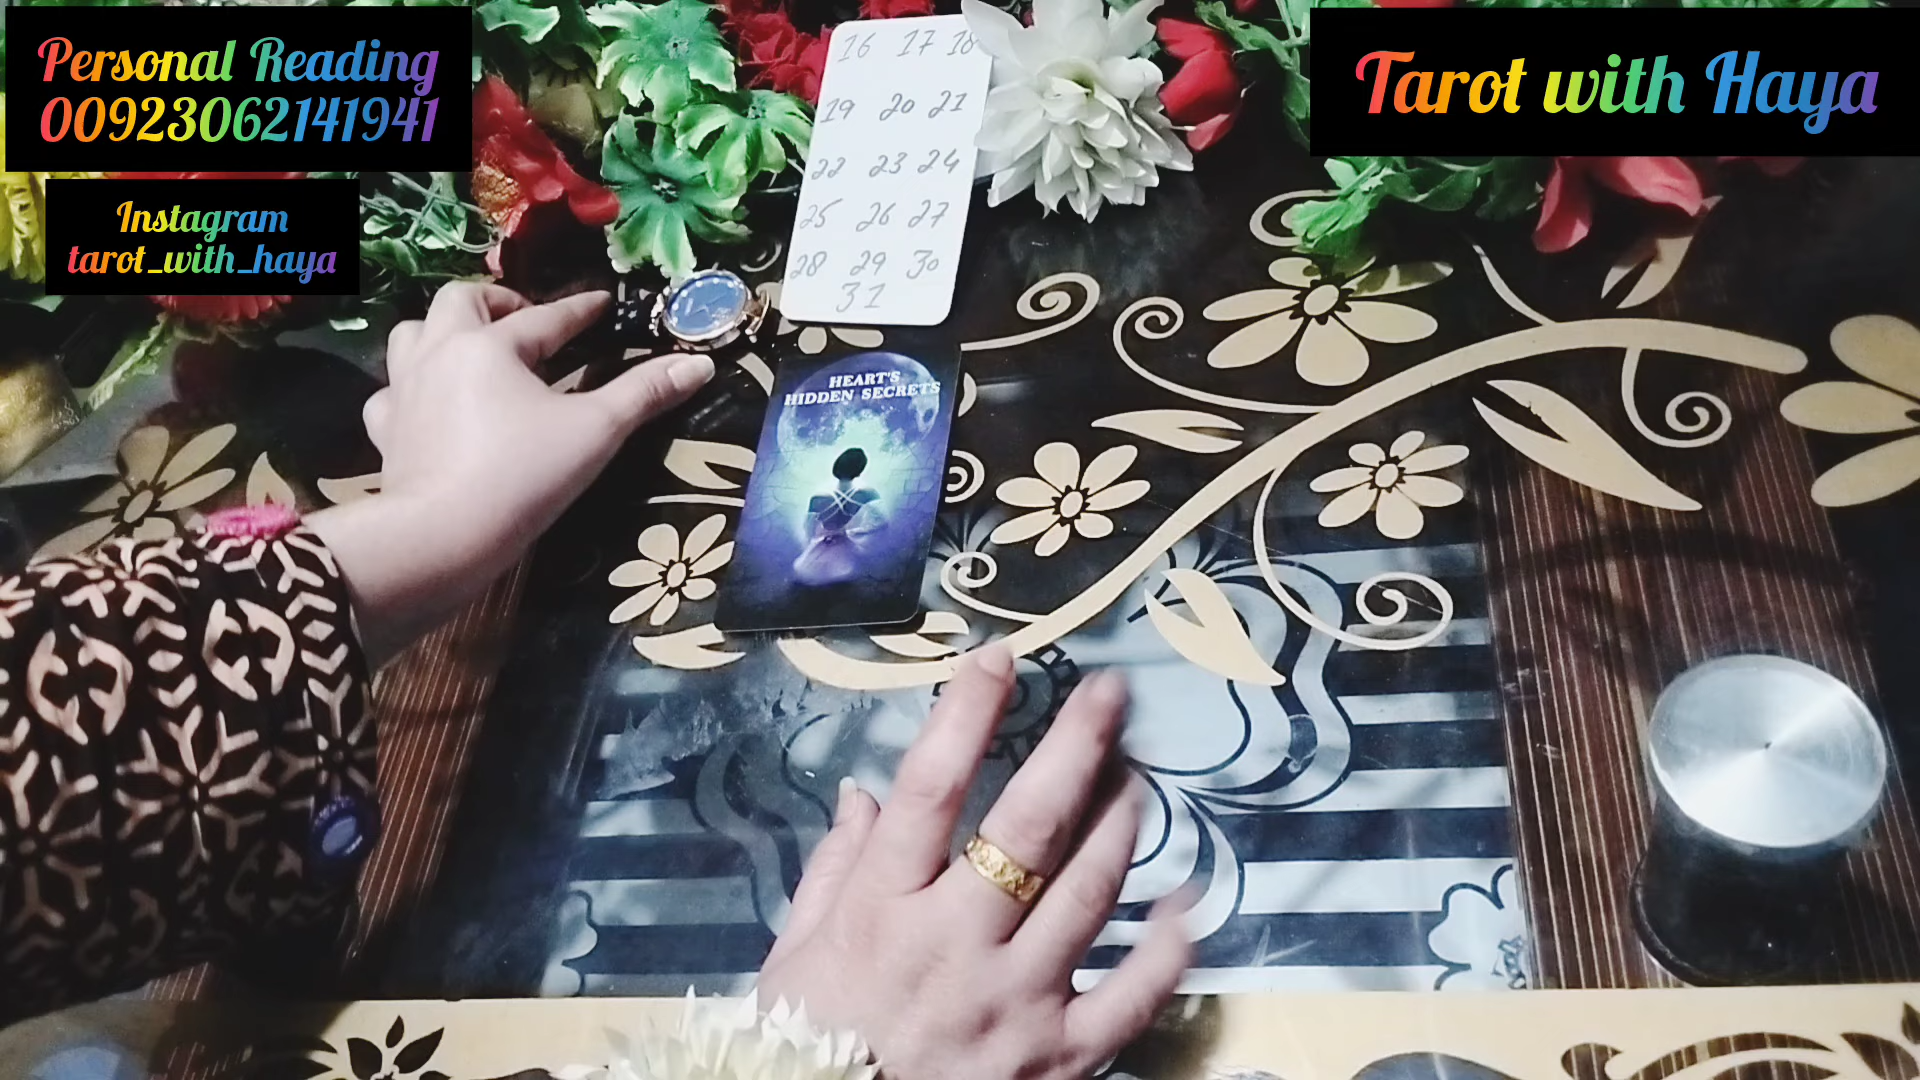 Personal Reading
00923062141941
Instagram
tarot_with_haya
Tarot with Haya
16 17 18
19 20 21
22 23 24
25 26 27
28 29 30
31
HEART'S
HIDDEN SECRETS